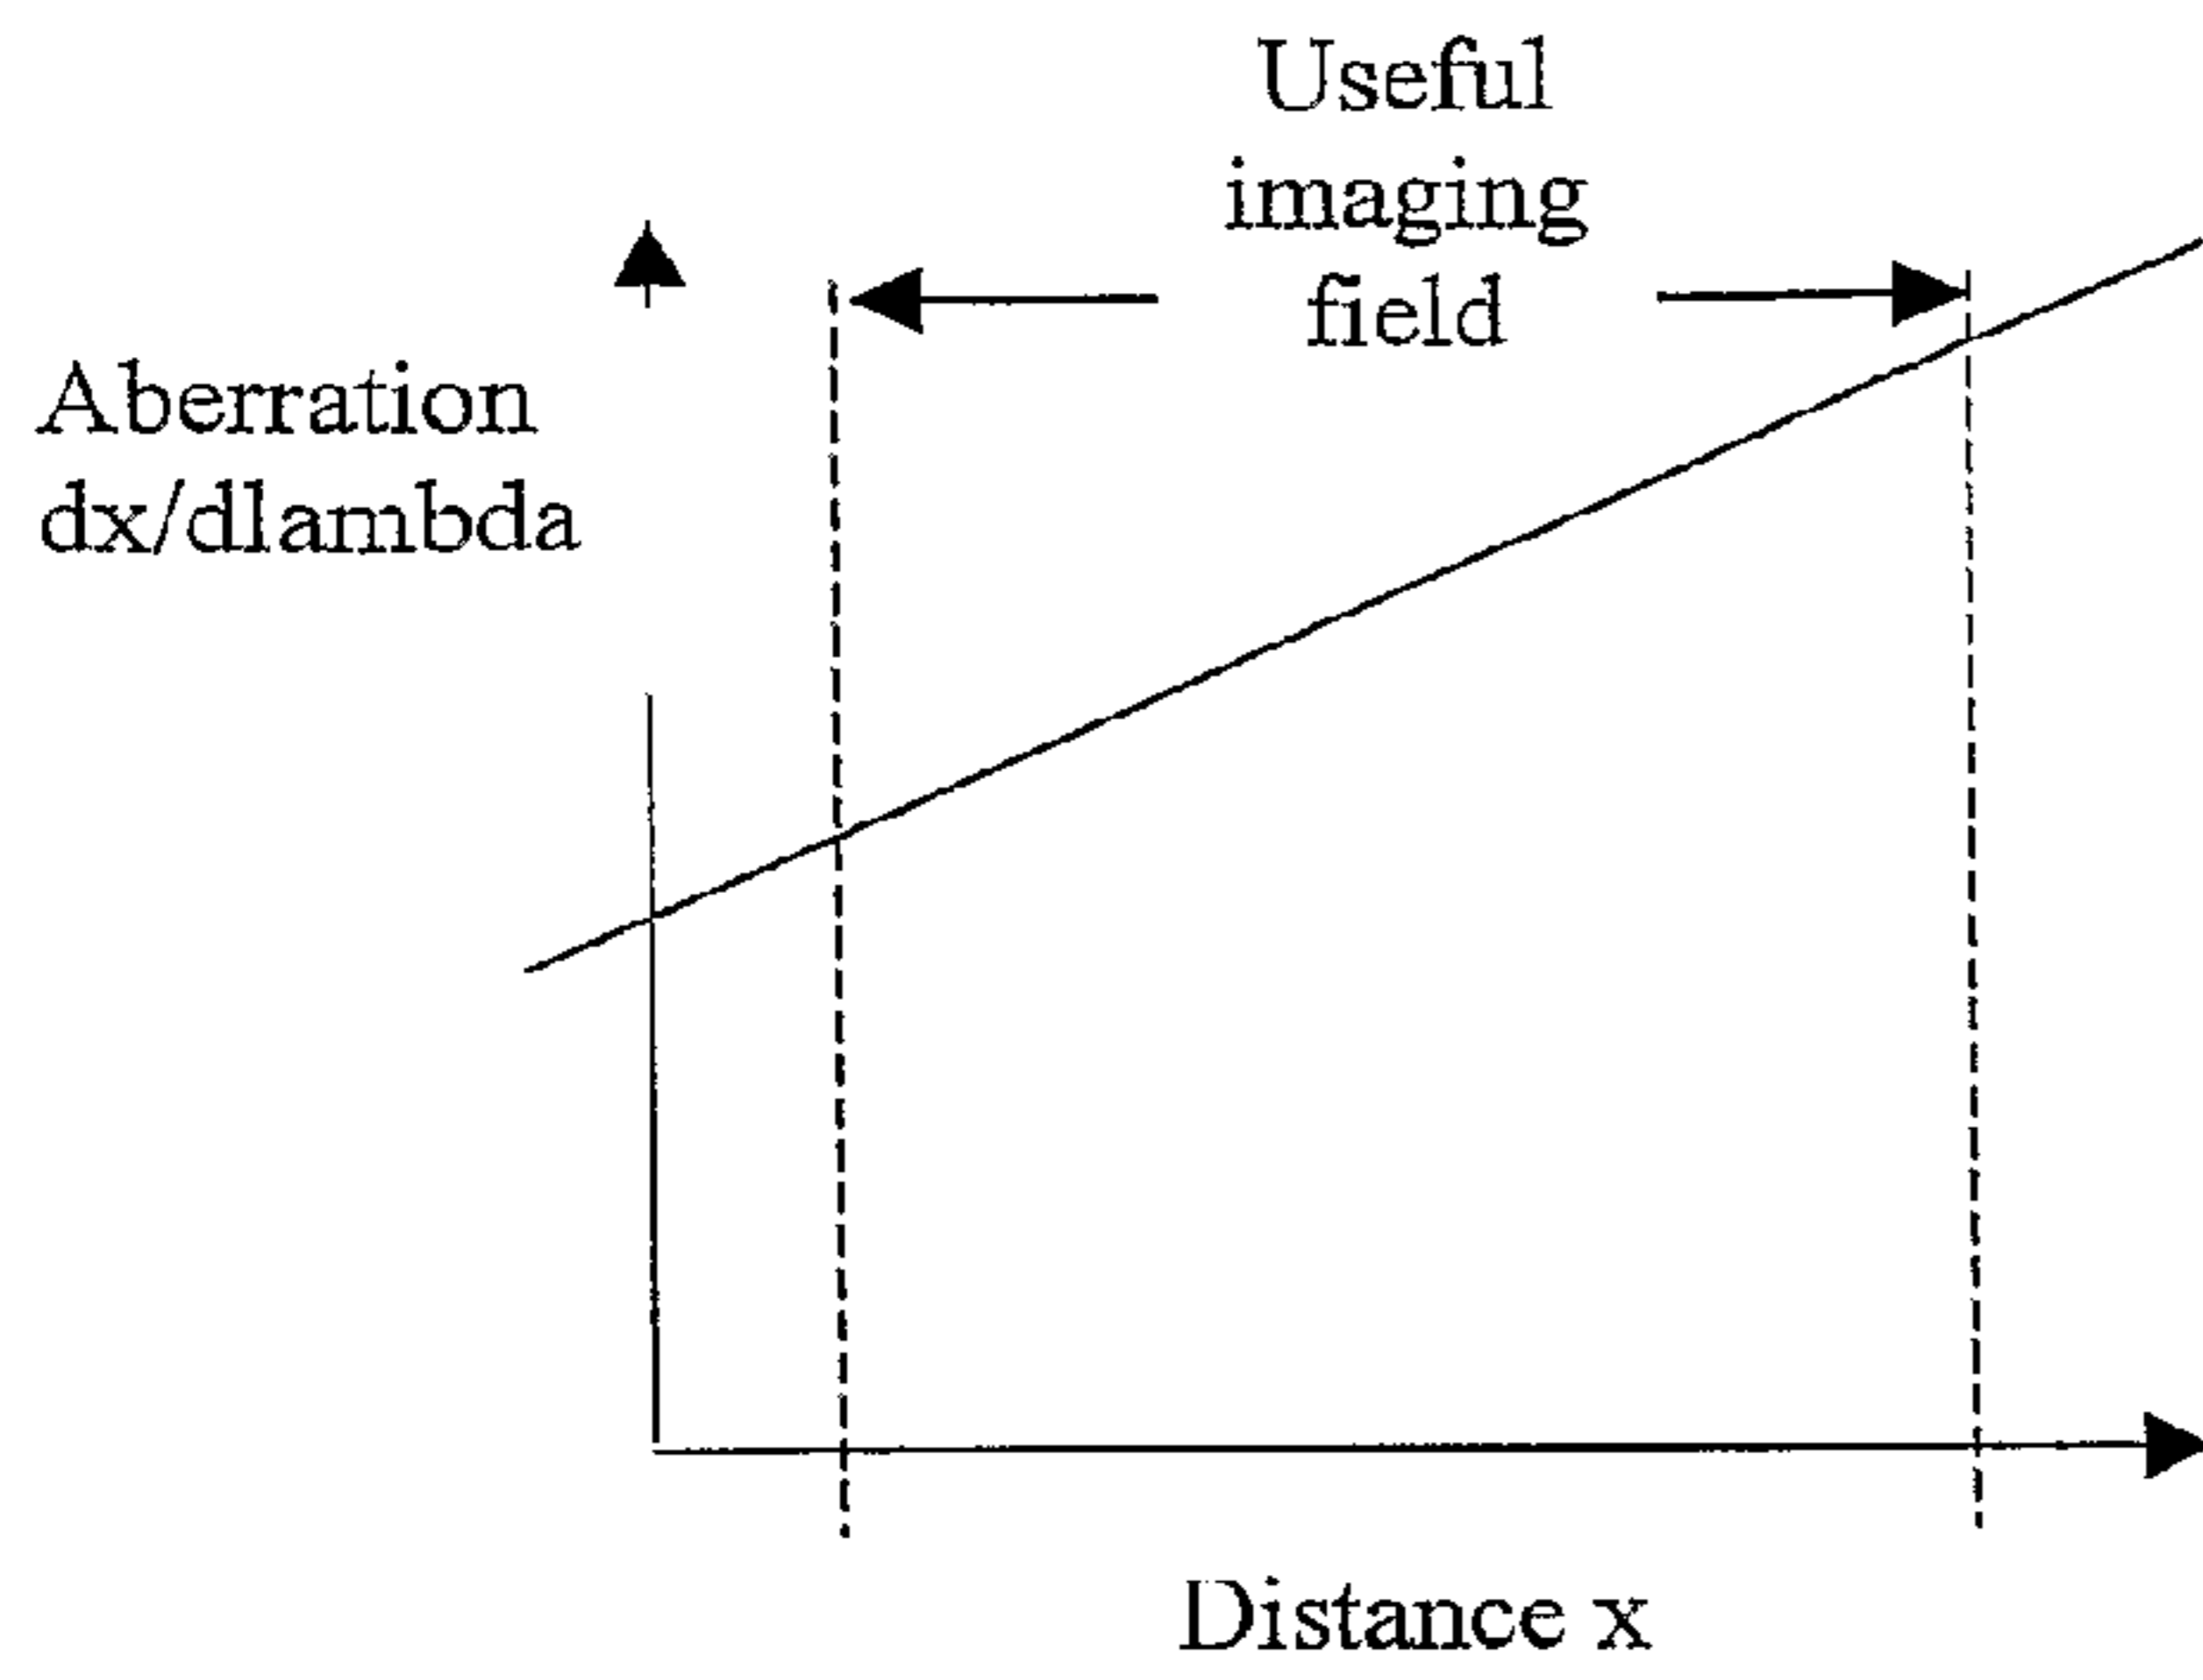 Useful
imaging
field
Aberration
dx/dlambda
Distance x